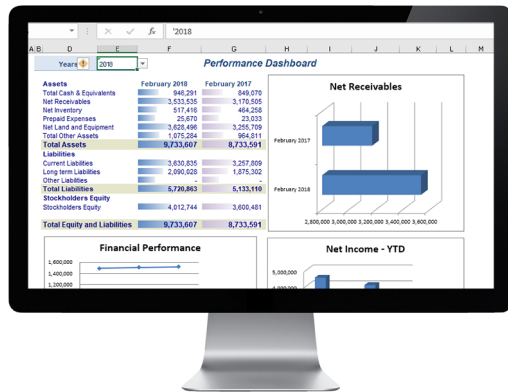 '2018
A B D E F G H I J K L M
Years 2018 Performance Dashboard
Assets February 2018 February 2017
Total Cash & Equivalents 946,291 849,070
Net Receivables 3,533,535 3,170,505
Net Inventory 517,416 464,258
Prepaid Expenses 25,670 23,033
Net Land and Equipment 3,628,496 3,255,709
Total Other Assets 1,075,284 964,811
Total Assets 9,733,607 8,733,591
Liabilities
Current Liabilities 3,630,835 3,257,809
Long term Liabilities 2,090,028 1,875,302
Other Liabilities - -
Total Liabilities 5,720,863 5,133,110
Stockholders Equity
Stockholders Equity 4,012,744 3,600,481
Total Equity and Liabilities 9,733,607 8,733,591
Net Receivables
February 2017
February 2018
2,800,000 3,000,000 3,200,000 3,400,000 3,600,000
Financial Performance
1,600,000
1,400,000
1,200,000
Net Income - YTD
5,000,000